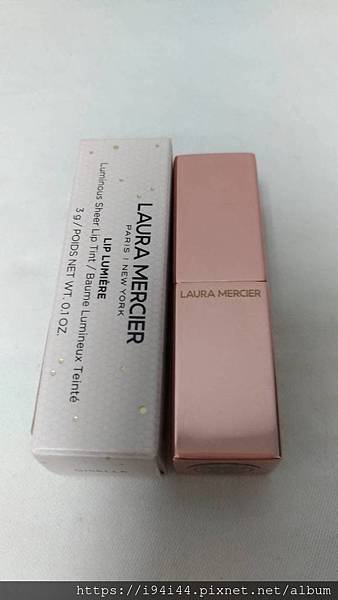 LAURA MERCIER
PARIS | NEW YORK
LIP LUMIÈRE
Luminous Sheer Lip Tint / Baume Lumineux Teinté
3 g / POIDS NET WT. 0.1 OZ.
LAURA MERCIER
https://i94i44.pixnet.net/album